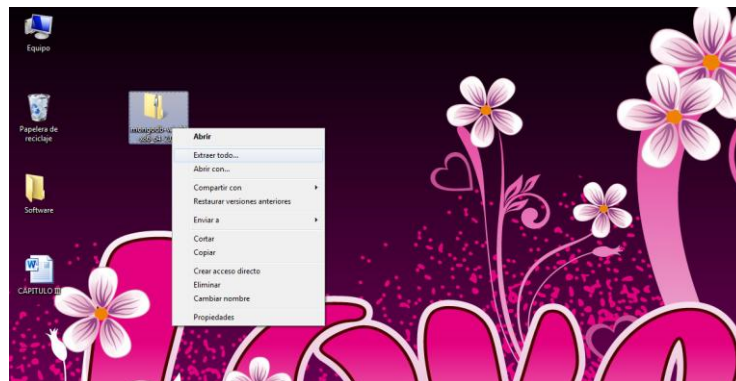 Equipo
Papelera de
reciclaje
Software
CAPÍTULO III
Abrir
Extraer todo...
Abrir con...
Compartir con
Restaurar versiones anteriores
Enviar a
Cortar
Copiar
Crear acceso directo
Eliminar
Cambiar nombre
Propiedades